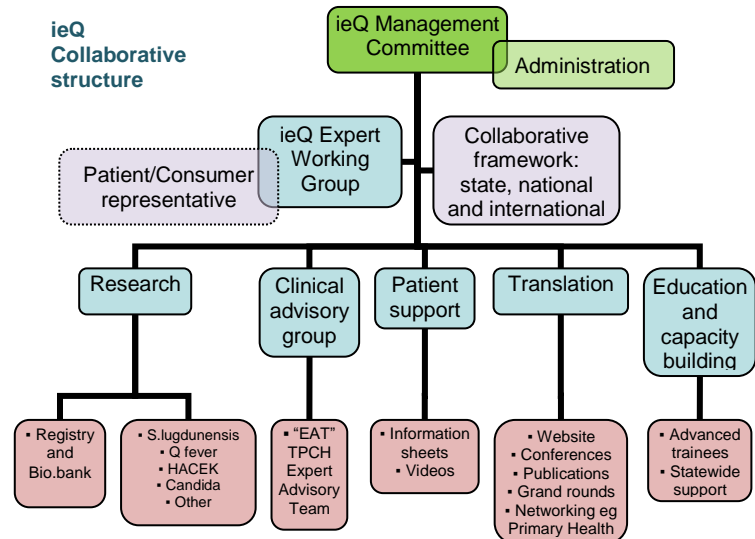 ieQ
Collaborative
structure
ieQ Management
Committee
Administration
ieQ Expert
Working
Group
Patient/Consumer
representative
Collaborative
framework:
state, national
and international
Research
Clinical
advisory
group
Patient
support
Translation
Education
and
capacity
building
▪ Registry
and
Bio.bank
▪ S.lugdunensis
▪ Q fever
▪ HACEK
▪ Candida
▪ Other
▪ "EAT"
TPCH
Expert
Advisory
Team
▪ Information
sheets
▪ Videos
▪ Website
▪ Conferences
▪ Publications
▪ Grand rounds
▪ Networking eg
Primary Health
▪ Advanced
trainees
▪ Statewide
support